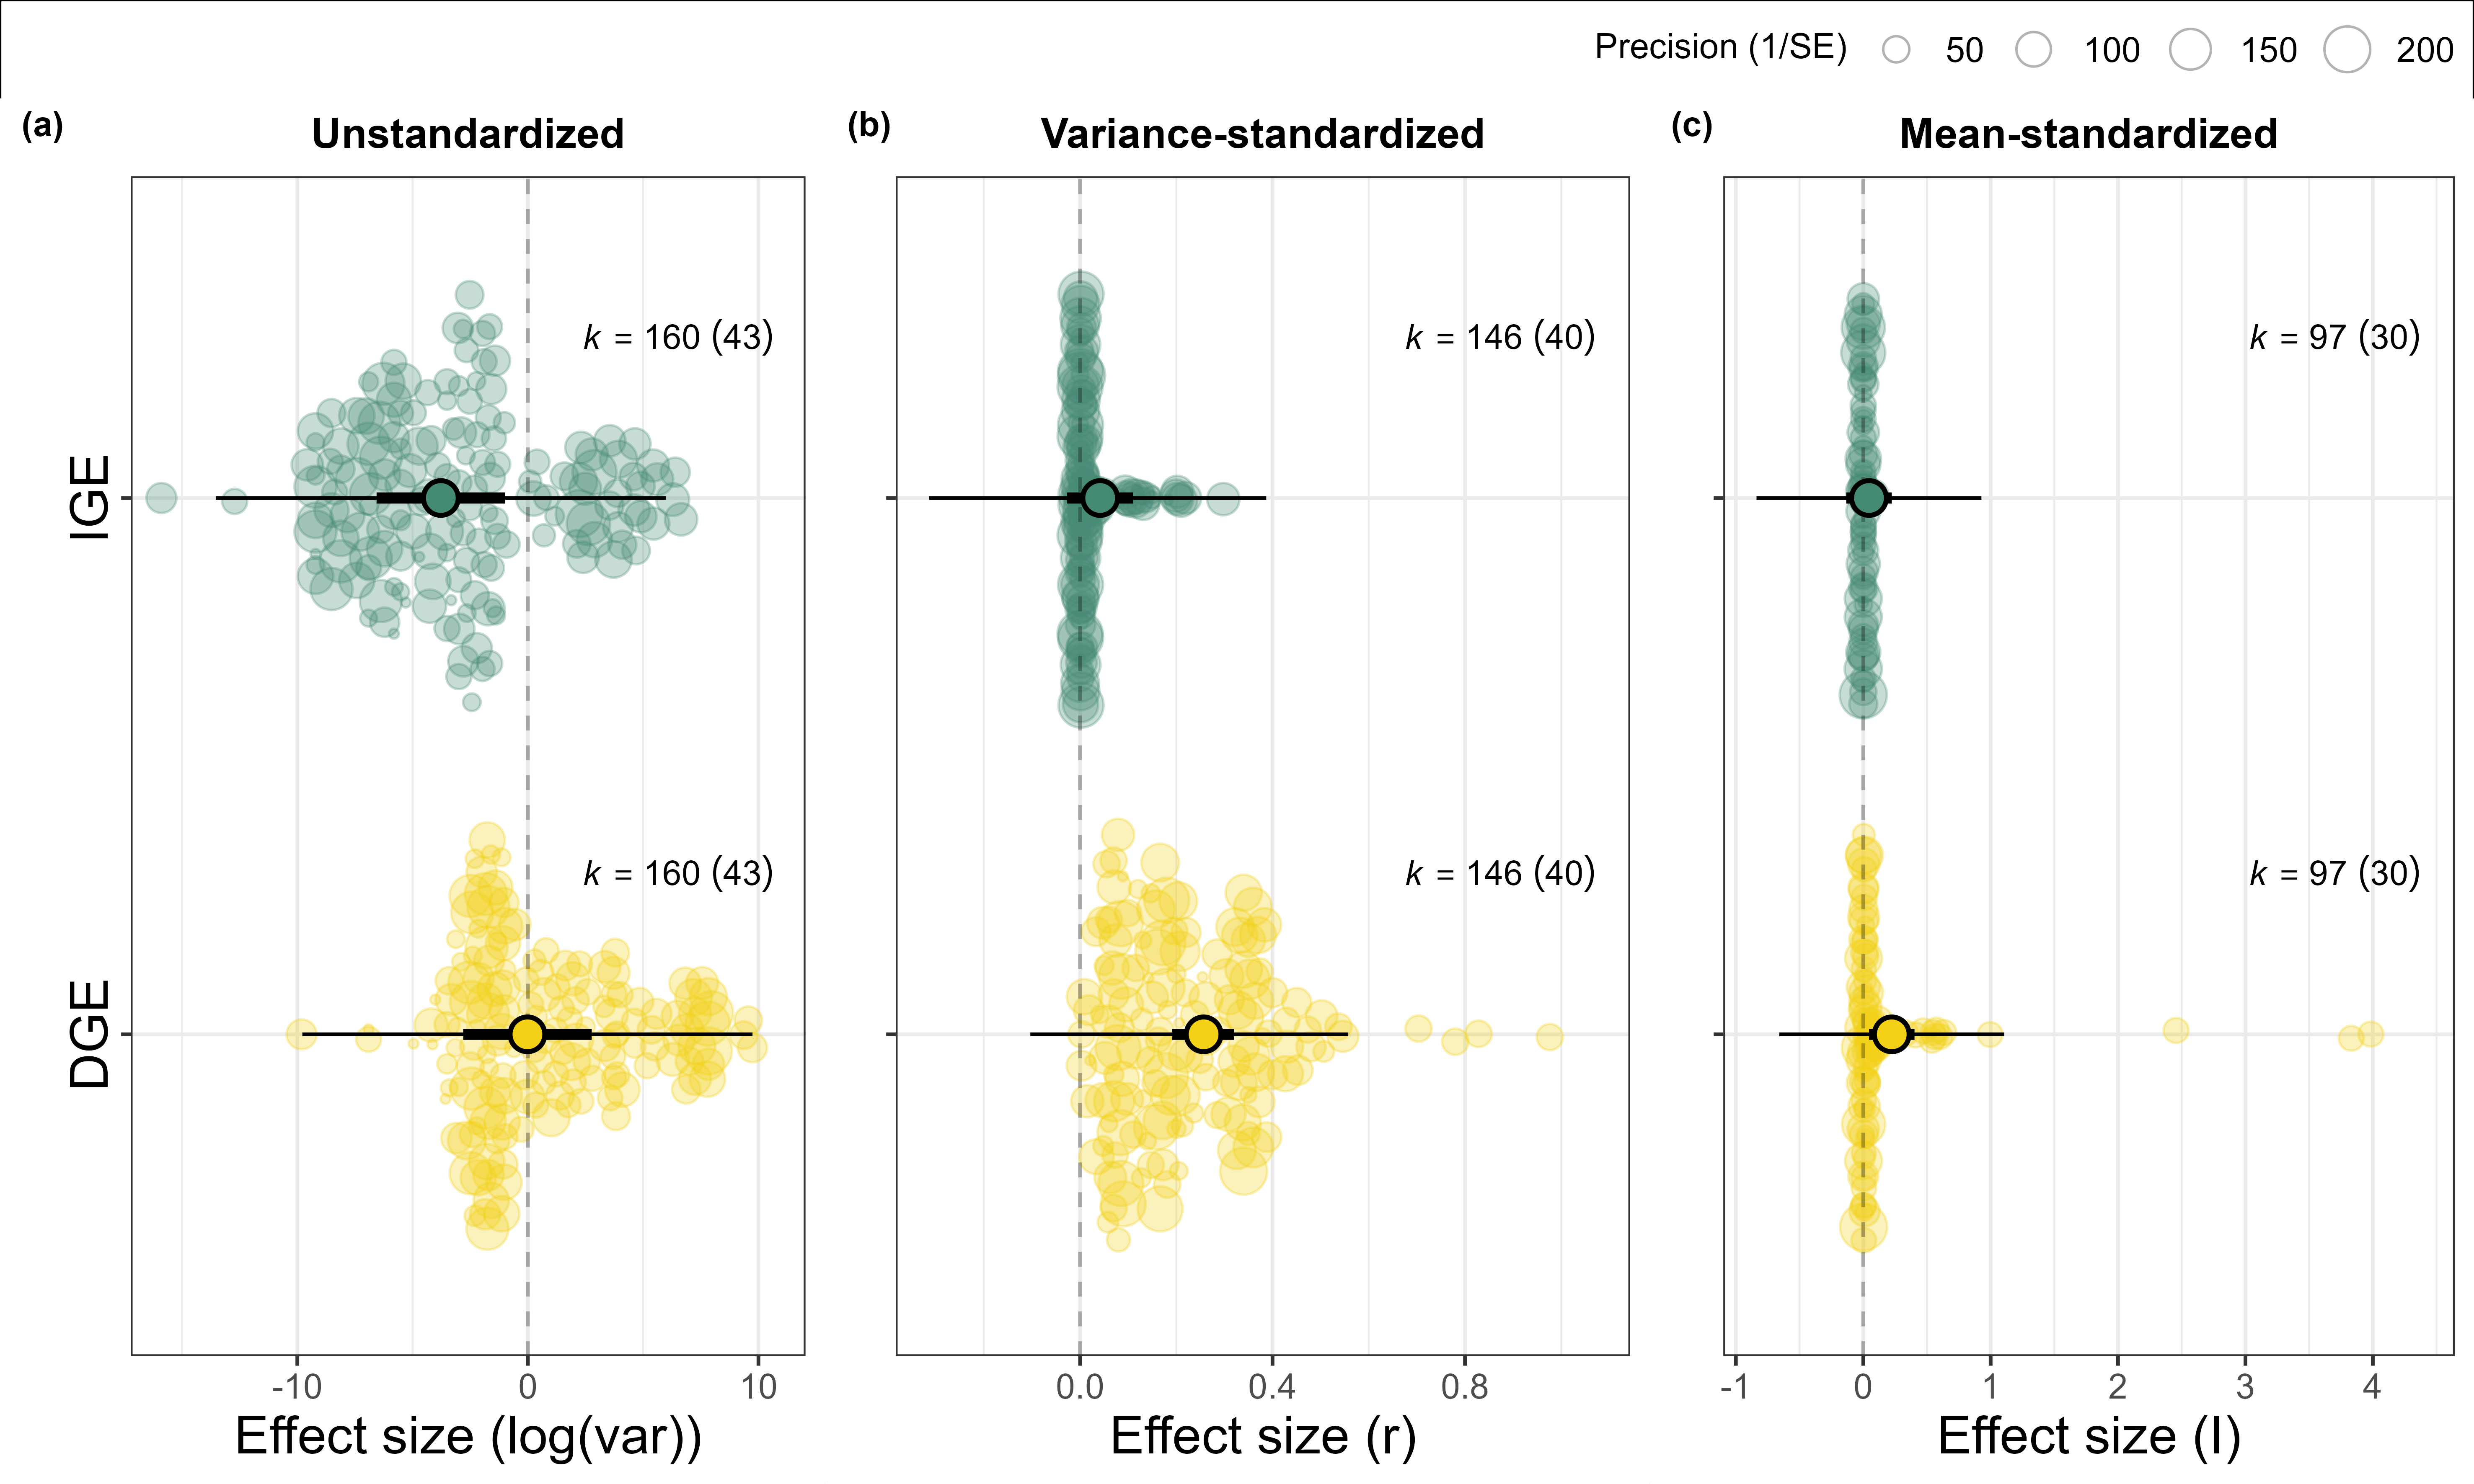 Precision (1/SE) 50 100 150 200
(a) Unstandardized
(b) Variance-standardized
(c) Mean-standardized
IGE
k = 160 (43)
k = 146 (40)
k = 97 (30)
DGE
k = 160 (43)
k = 146 (40)
k = 97 (30)
-10 0 10
0.0 0.4 0.8
-1 0 1 2 3 4
Effect size (log(var))
Effect size (r)
Effect size (I)